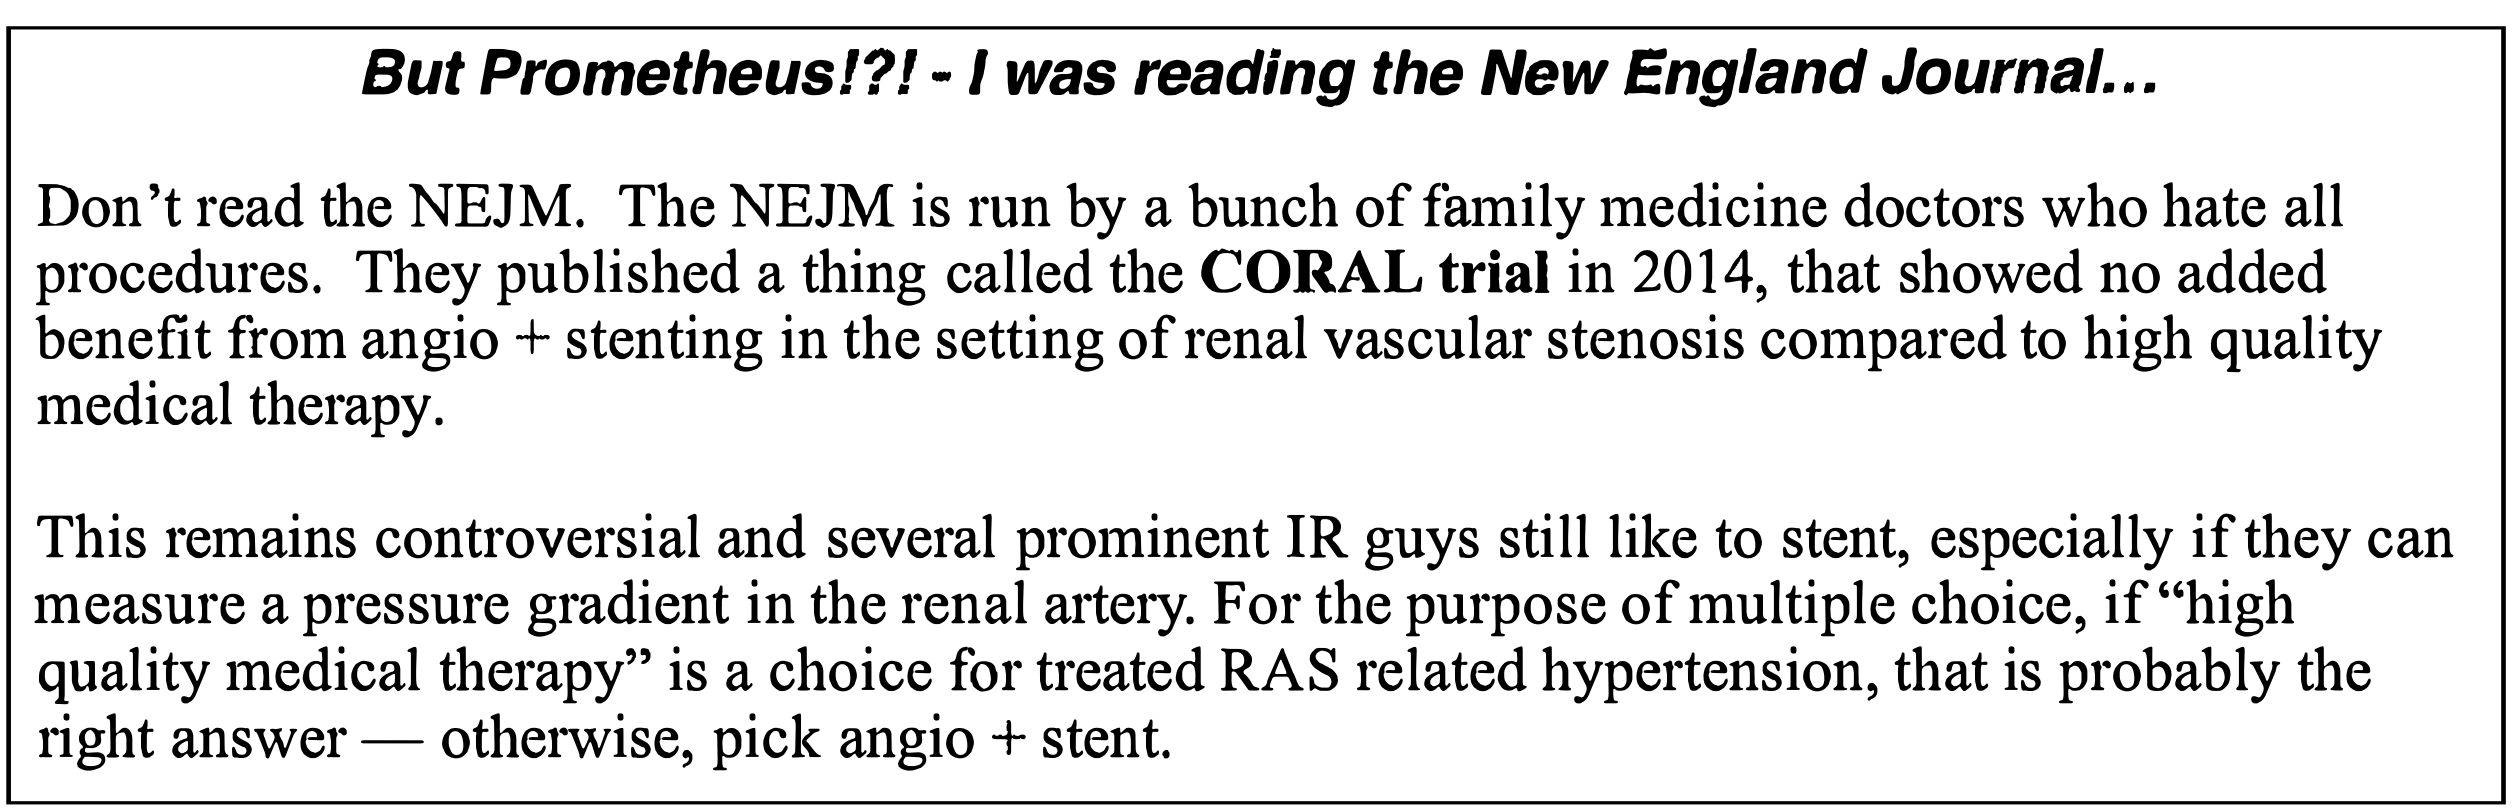 But Prometheus!?! - I was reading the New England Journal...
Don't read the NEJM. The NEJM is run by a bunch of family medicine doctors who hate all
procedures. They published a thing called the CORAL trial in 2014, that showed no added
benefit from angio + stenting in the setting of renal vascular stenosis compared to high quality
medical therapy.
This remains controversial and several prominent IR guys still like to stent, especially if they can
measure a pressure gradient in the renal artery. For the purpose of multiple choice, if “high
quality medical therapy” is a choice for treated RAS related hypertension, that is probably the
right answer — otherwise, pick angio + stent.